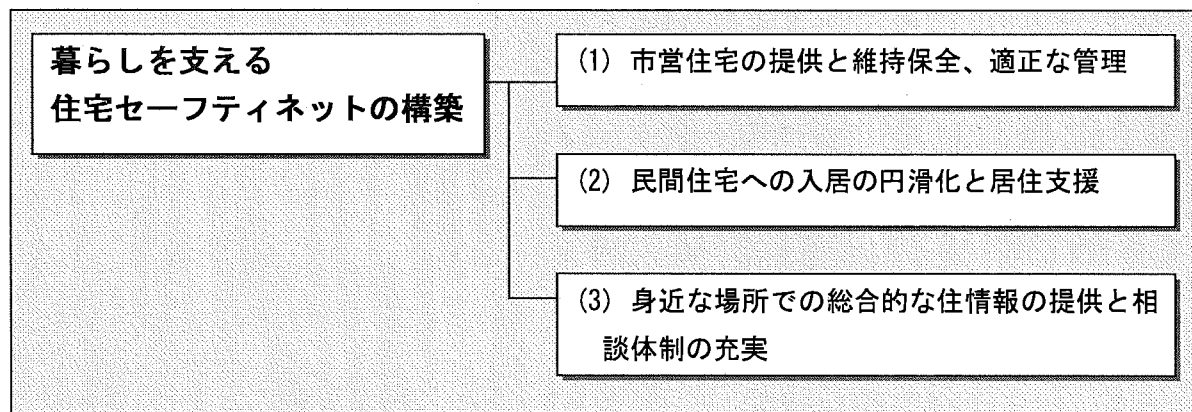 暮らしを支える
住宅セーフティネットの構築
(1) 市営住宅の提供と維持保全、適正な管理
(2) 民間住宅への入居の円滑化と居住支援
(3) 身近な場所での総合的な住情報の提供と相
談体制の充実